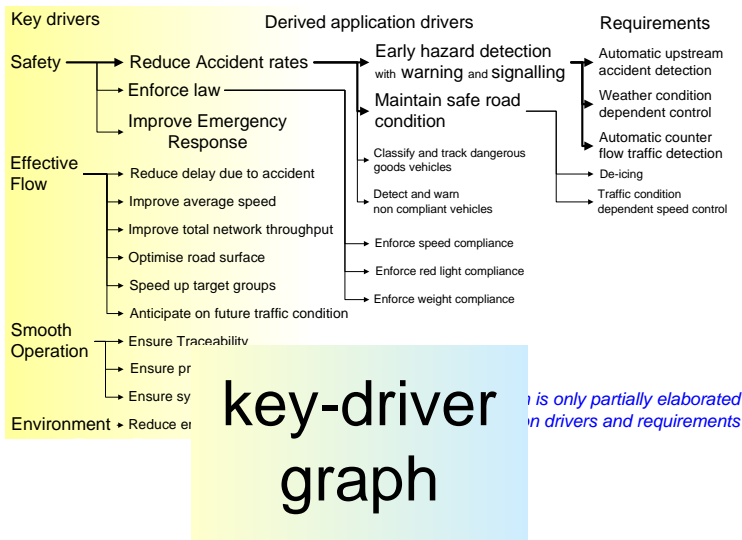 Key drivers
Derived application drivers
Requirements
Safety
Reduce Accident rates
Enforce law
Improve Emergency
Response
Early hazard detection
with warning and signalling
Maintain safe road
condition
Classify and track dangerous
goods vehicles
Detect and warn
non compliant vehicles
Enforce speed compliance
Enforce red light compliance
Enforce weight compliance
Automatic upstream
accident detection
Weather condition
dependent control
Automatic counter
flow traffic detection
De-icing
Traffic condition
dependent speed control
Effective
Flow
Reduce delay due to accident
Improve average speed
Improve total network throughput
Optimise road surface
Speed up target groups
Anticipate on future traffic condition
Smooth
Operation
Ensure Traceability
Ensure
Ensure
Environment
Reduce
is only partially elaborated
drivers and requirements
key-driver
graph